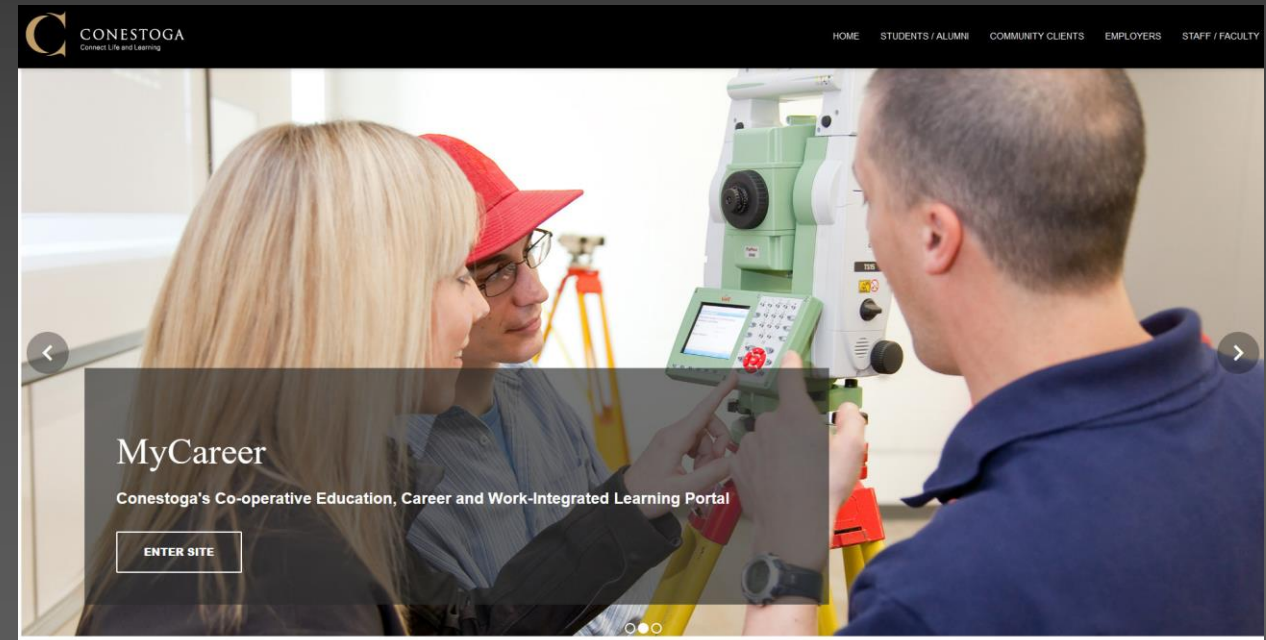 CONESTOGA
Connect Life and Learning
HOME STUDENTS / ALUMNI COMMUNITY CLIENTS EMPLOYERS STAFF / FACULTY
TS15
MyCareer
Conestoga's Co-operative Education, Career and Work-Integrated Learning Portal
ENTER SITE